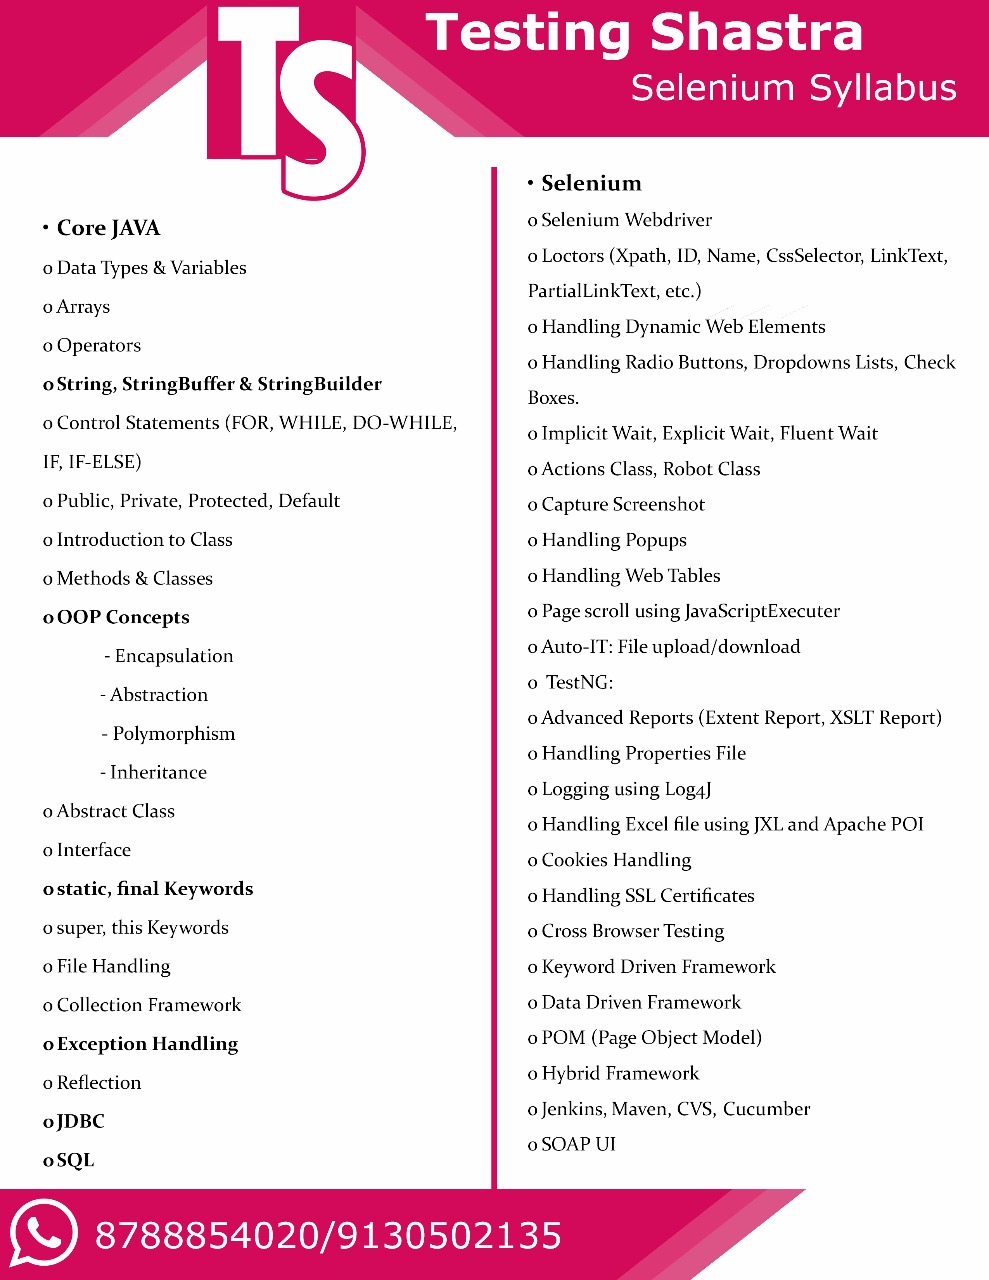 TS
Testing Shastra
Selenium Syllabus
• Core JAVA
o Data Types & Variables
o Arrays
o Operators
o String, StringBuffer & StringBuilder
o Control Statements (FOR, WHILE, DO-WHILE,
IF, IF-ELSE)
o Public, Private, Protected, Default
o Introduction to Class
o Methods & Classes
o OOP Concepts
- Encapsulation
- Abstraction
- Polymorphism
- Inheritance
o Abstract Class
o Interface
o static, final Keywords
o super, this Keywords
o File Handling
o Collection Framework
o Exception Handling
o Reflection
o JDBC
o SQL
• Selenium
o Selenium Webdriver
o Loctors (Xpath, ID, Name, CssSelector, LinkText,
PartialLinkText, etc.)
o Handling Dynamic Web Elements
o Handling Radio Buttons, Dropdowns Lists, Check
Boxes.
o Implicit Wait, Explicit Wait, Fluent Wait
o Actions Class, Robot Class
o Capture Screenshot
o Handling Popups
o Handling Web Tables
o Page scroll using JavaScriptExecuter
o Auto-IT: File upload/download
o TestNG:
o Advanced Reports (Extent Report, XSLT Report)
o Handling Properties File
o Logging using Log4J
o Handling Excel file using JXL and Apache POI
o Cookies Handling
o Handling SSL Certificates
o Cross Browser Testing
o Keyword Driven Framework
o Data Driven Framework
o POM (Page Object Model)
o Hybrid Framework
o Jenkins, Maven, CVS, Cucumber
o SOAP UI
8788854020/9130502135